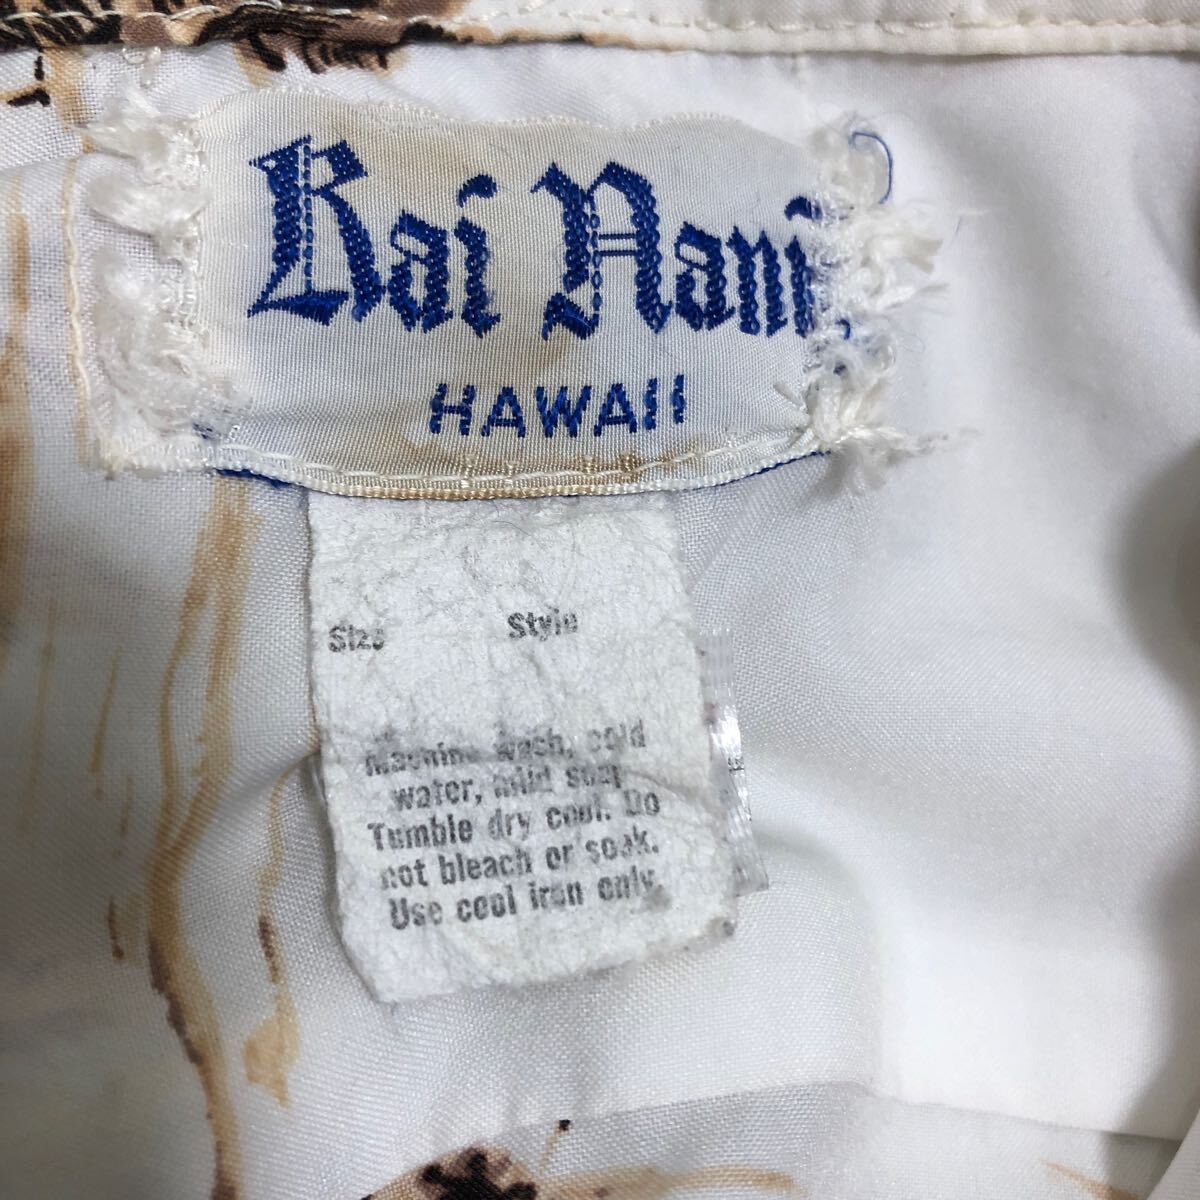 Kai Nani
HAWAII
Size Style
Machine wash, cold
water, mild soap
Tumble dry cool. Do
not bleach or soak.
Use cool iron only.